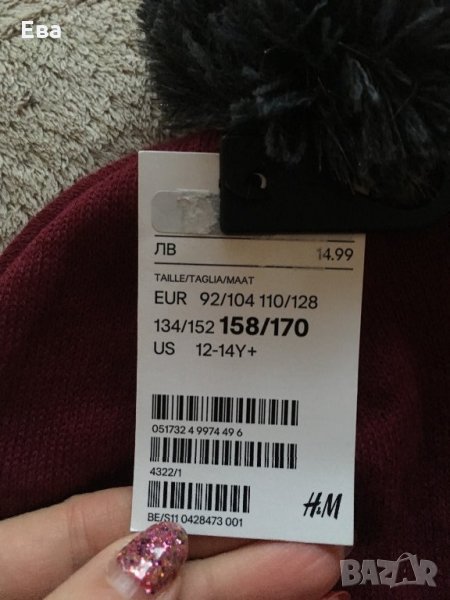 Ева
ЛВ 14.99
TAILLE/TAGLIA/MAAT
EUR 92/104 110/128
134/152 158/170
US 12-14Y+
051732 4 9974 49 6
4322/1
BE/S11 0428473 001
H&M
BAZAR